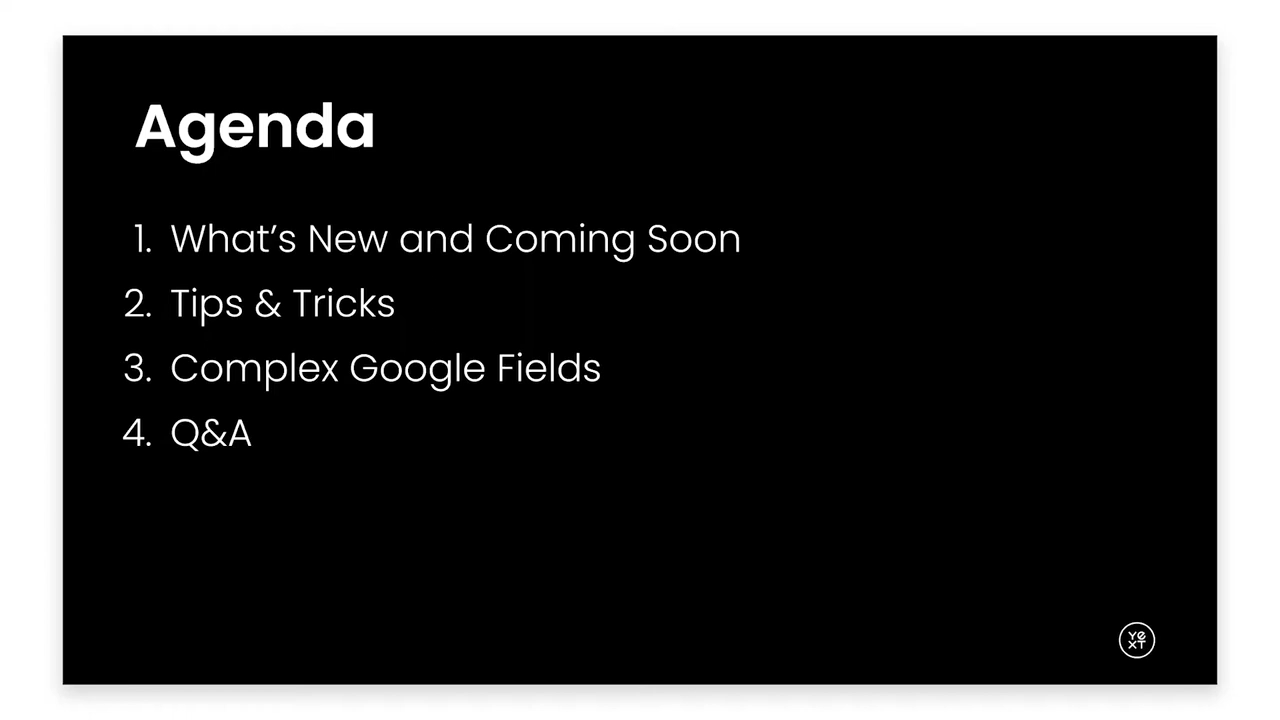 Agenda
1. What's New and Coming Soon
2. Tips & Tricks
3. Complex Google Fields
4. Q&A
yext